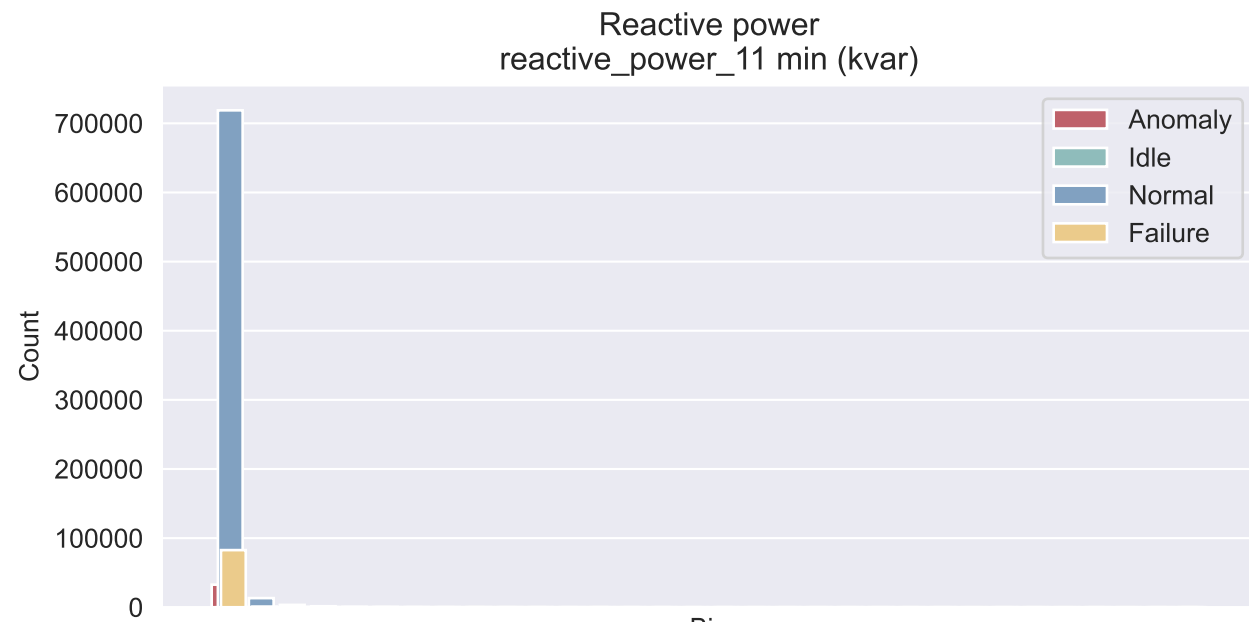 Reactive power
reactive_power_11 min (kvar)
Anomaly
Idle
Normal
Failure
Count
700000
600000
500000
400000
300000
200000
100000
0